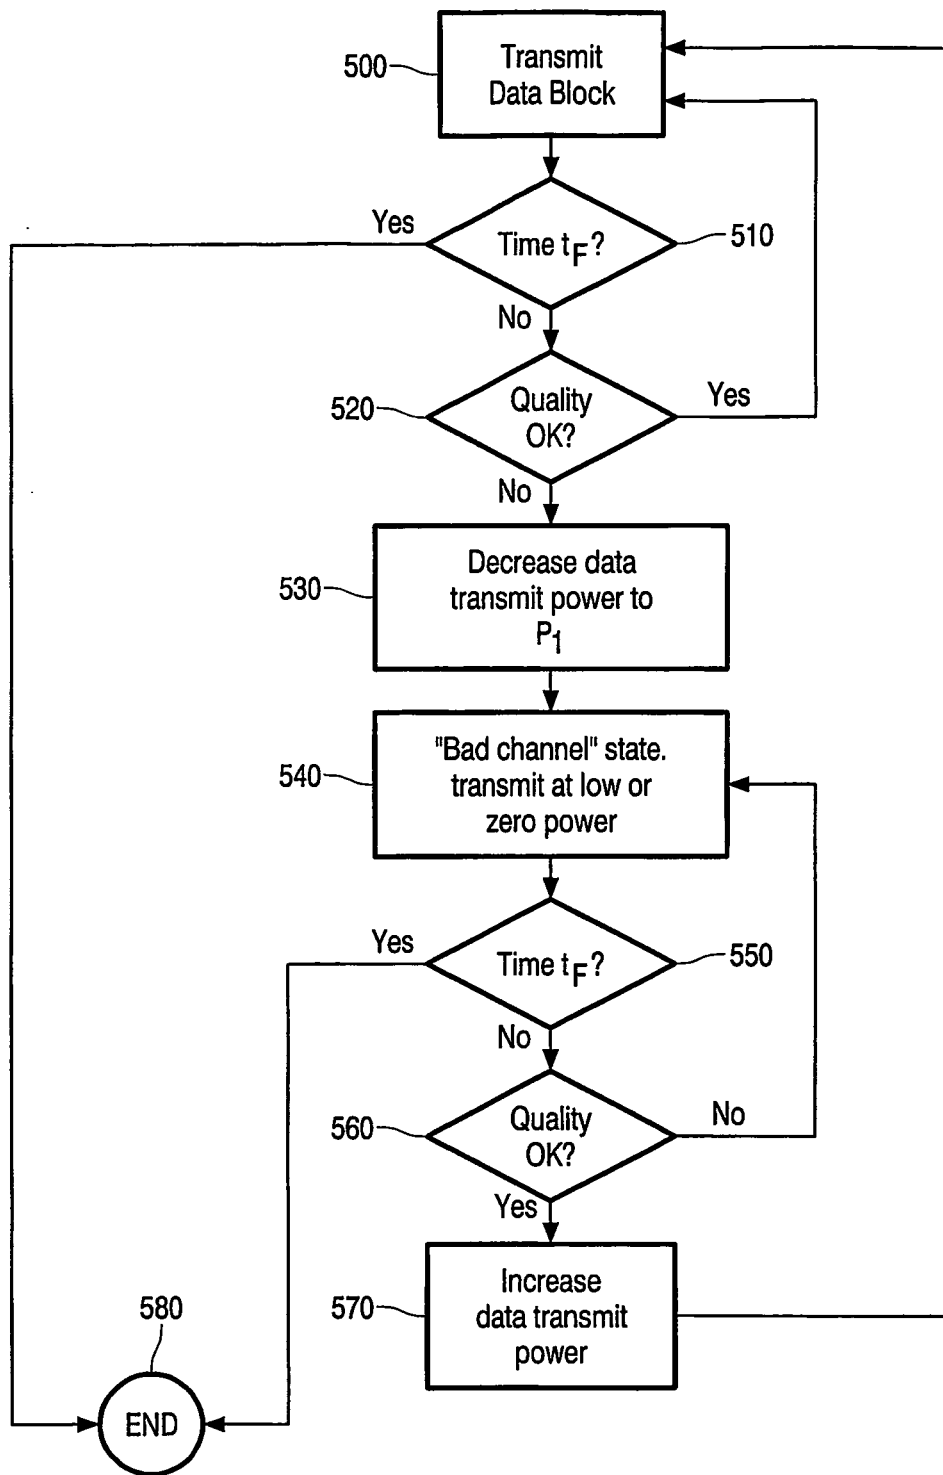 500
Transmit
Data Block
Yes
Time tF?
510
No
520
Quality
OK?
Yes
No
530
Decrease data
transmit power to
P1
540
"Bad channel" state.
transmit at low or
zero power
Yes
Time tF?
550
No
560
Quality
OK?
No
Yes
570
Increase
data transmit
power
580
END